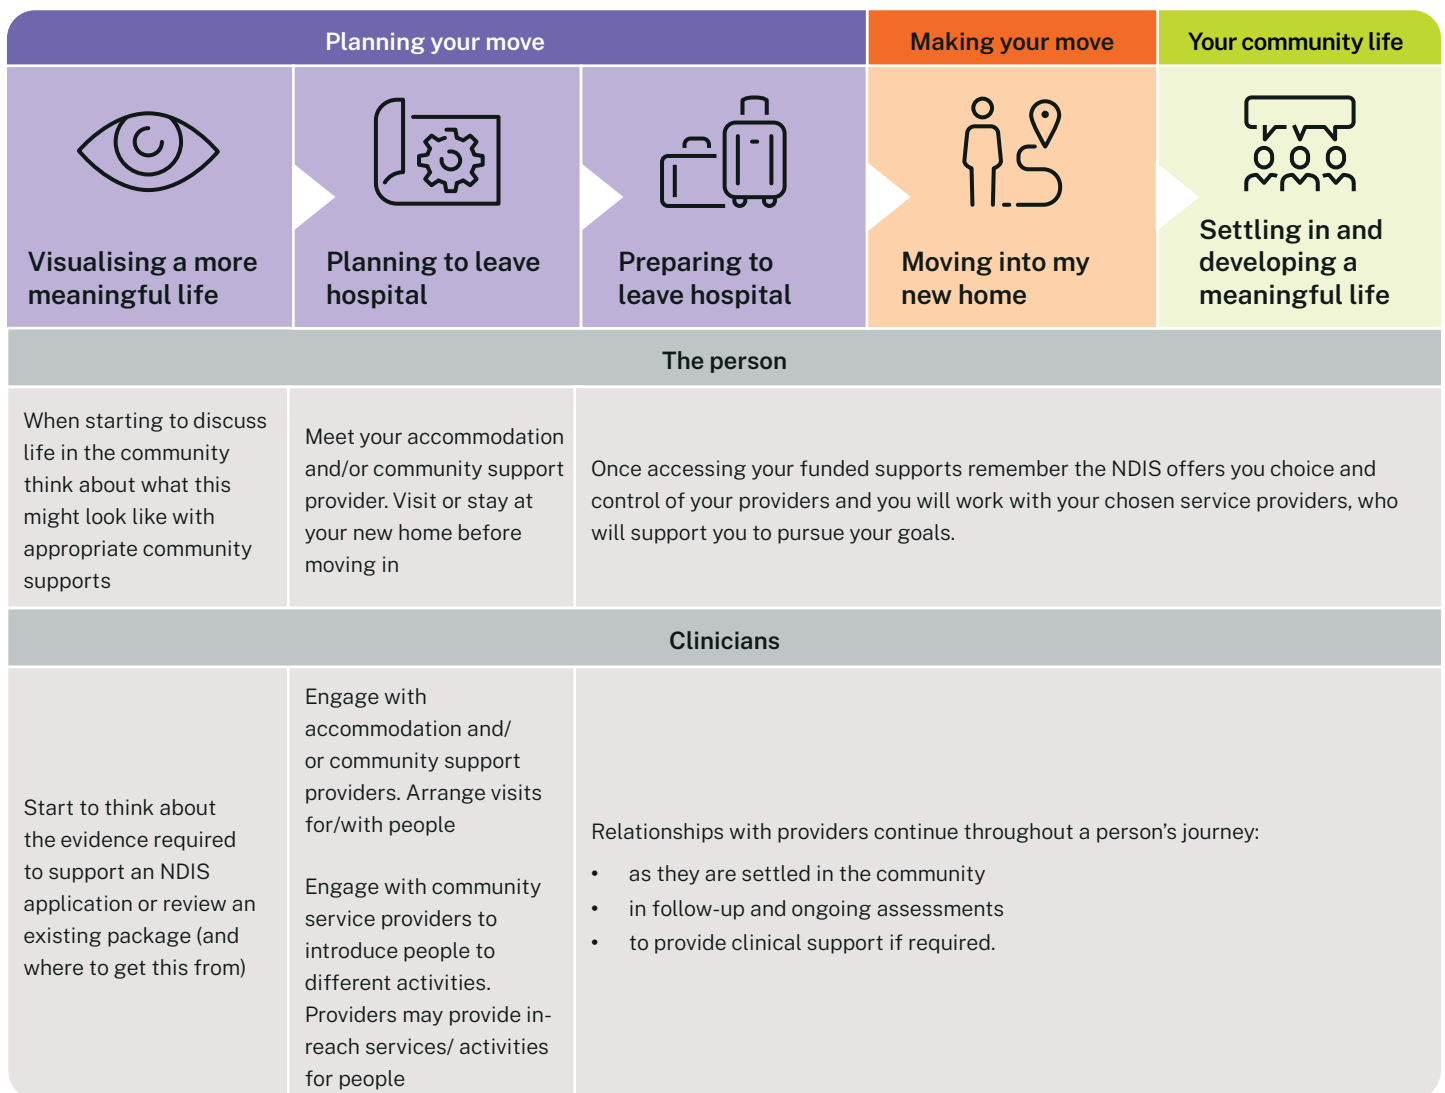 Planning your move
Making your move
Your community life
Visualising a more
meaningful life
Planning to leave
hospital
Preparing to
leave hospital
Moving into my
new home
Settling in and
developing a
meaningful life
The person
When starting to discuss
life in the community
think about what this
might look like with
appropriate community
supports
Meet your accommodation
and/or community support
provider. Visit or stay at
your new home before
moving in
Once accessing your funded supports remember the NDIS offers you choice and
control of your providers and you will work with your chosen service providers, who
will support you to pursue your goals.
Clinicians
Start to think about
the evidence required
to support an NDIS
application or review an
existing package (and
where to get this from)
Engage with
accommodation and/
or community support
providers. Arrange visits
for/with people
Engage with community
service providers to
introduce people to
different activities.
Providers may provide in-
reach services/ activities
for people
Relationships with providers continue throughout a person’s journey:
• as they are settled in the community
• in follow-up and ongoing assessments
• to provide clinical support if required.